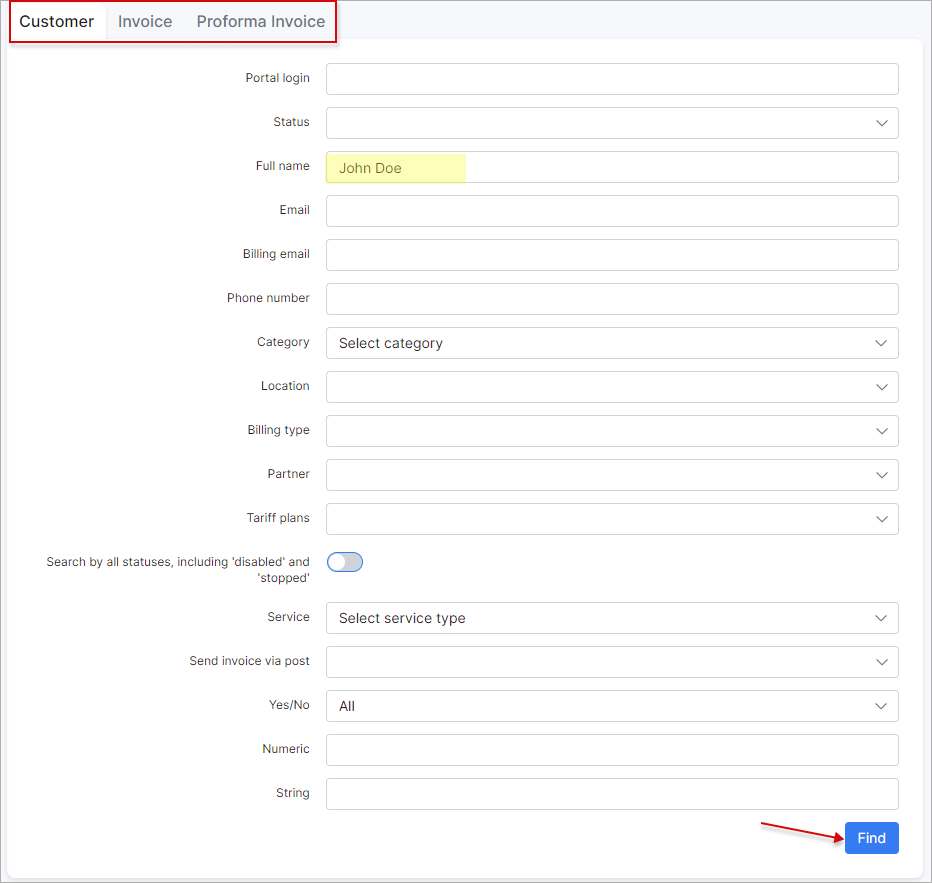 Customer Invoice Proforma Invoice
Portal login
Status
Full name John Doe
Email
Billing email
Phone number
Category Select category
Location
Billing type
Partner
Tariff plans
Search by all statuses, including 'disabled' and
'stopped'
Service Select service type
Send invoice via post
Yes/No All
Numeric
String
Find